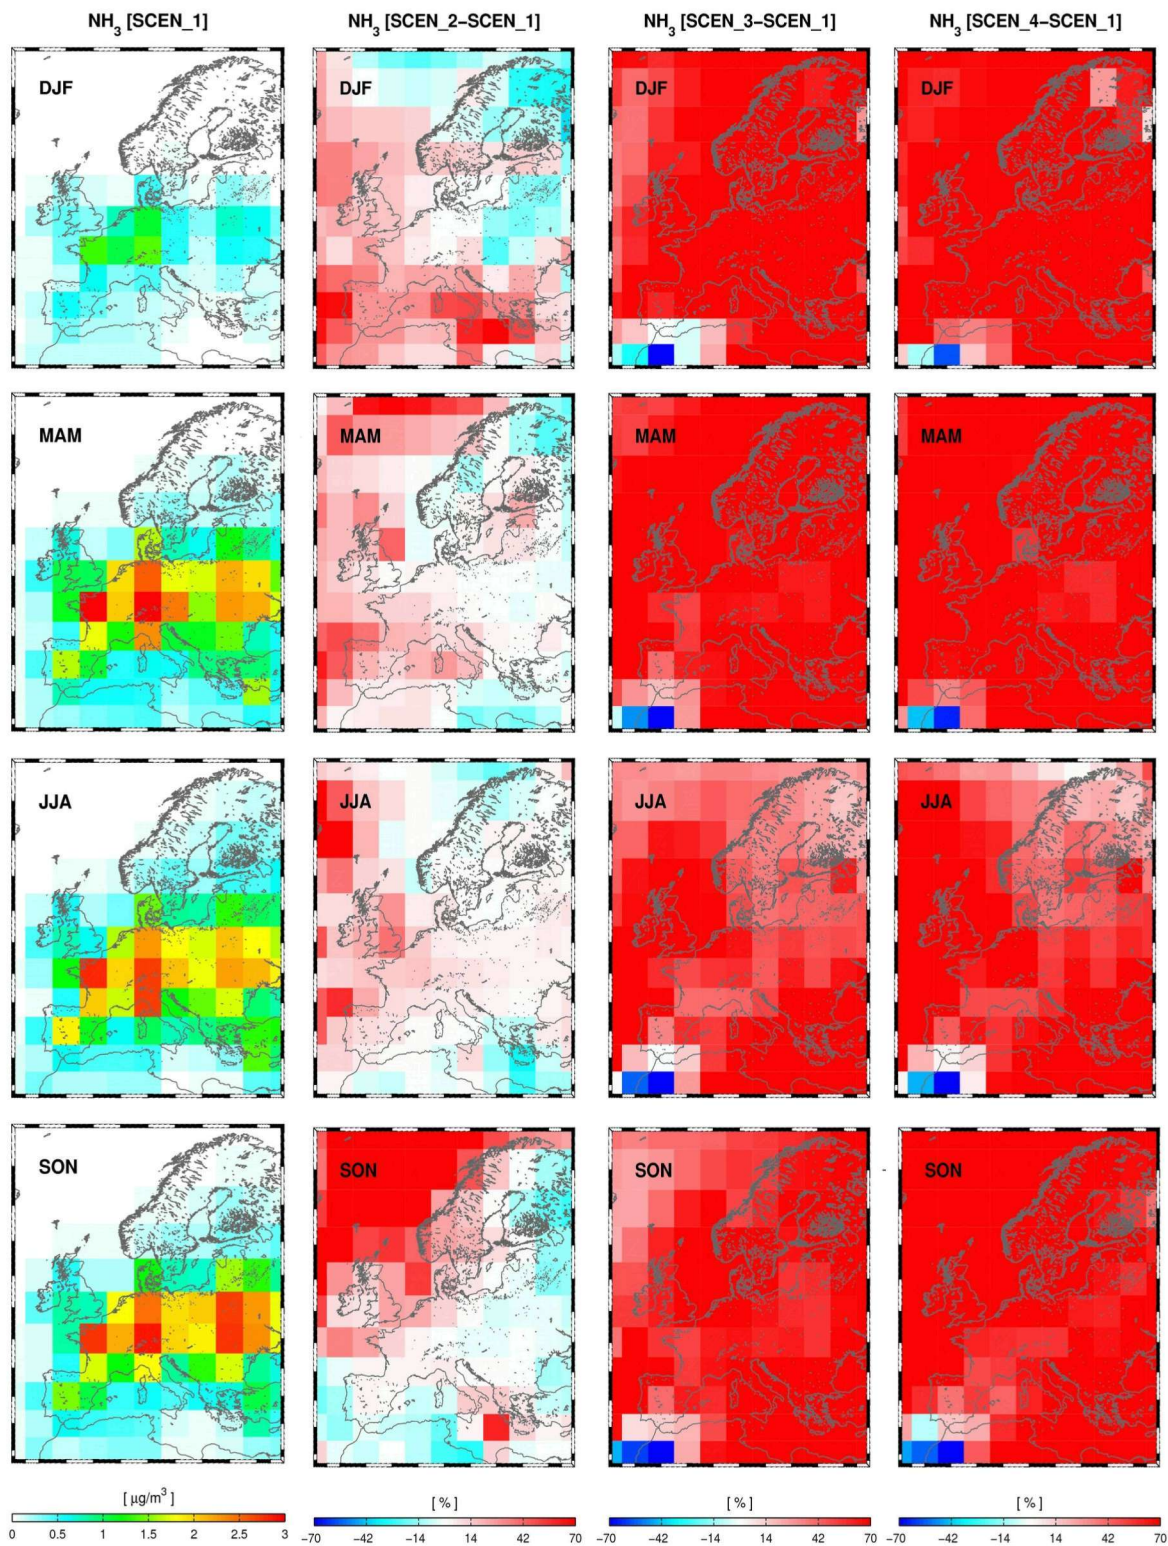 NH3 [SCEN_1] NH3 [SCEN_2−SCEN_1] NH3 [SCEN_3−SCEN_1] NH3 [SCEN_4−SCEN_1]
DJF DJF DJF DJF
MAM MAM MAM MAM
JJA JJA JJA JJA
SON SON SON SON
[ µg/m3 ] [ % ] [ % ] [ % ]
0 0.5 1 1.5 2 2.5 3 −70 −42 −14 14 42 70 −70 −42 −14 14 42 70 −70 −42 −14 14 42 70